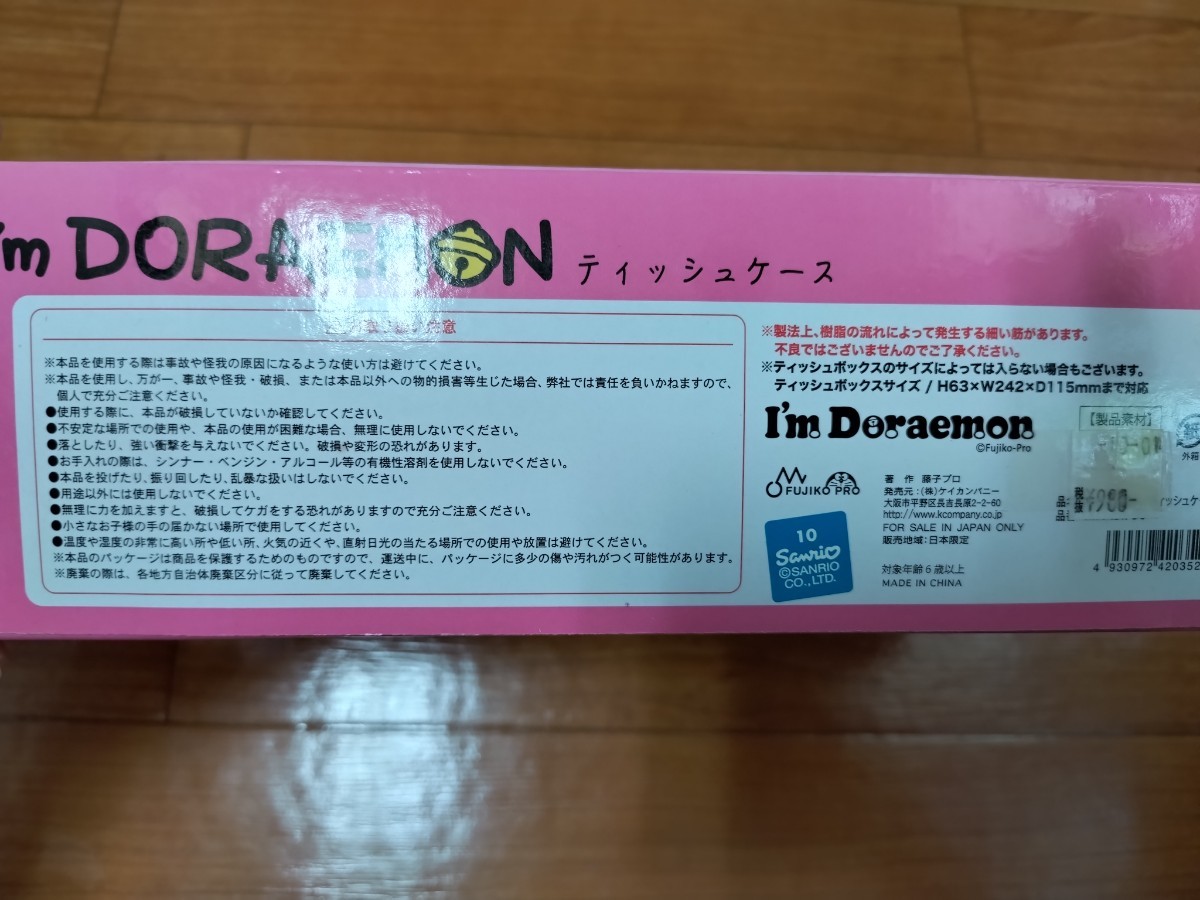 I'm DORAEMON ティッシュケース
※本品を使用する際は事故や怪我の原因になるような使い方は避けてください。
※本品を使用し、万が一、事故や怪我・破損、または本品以外への物的損害等生じた場合、弊社では責任を負いかねますので、
個人で充分ご注意ください。
●使用する際に、本品が破損していないか確認してください。
●不安定な場所での使用や、本品の使用が困難な場合、無理に使用しないでください。
●落としたり、強い衝撃を与えないでください。破損や変形の恐れがあります。
●お手入れの際は、シンナー・ベンジン・アルコール等の有機性溶剤を使用しないでください。
●本品を投げたり、振り回したり、乱暴な扱いはしないでください。
●用途以外には使用しないでください。
●無理に力を加えますと、破損してケガをする恐れがありますので充分ご注意ください。
●小さなお子様の手の届かない場所で使用してください。
●温度や湿度の非常に高い所や低い所、火気の近くや、直射日光の当たる場所での使用や放置は避けてください。
※本品のパッケージは商品を保護するためのものですので、運送中に、パッケージに多少の傷や汚れがつく可能性があります。
※廃棄の際は、各地方自治体廃棄区分に従って廃棄してください。
※製法上、樹脂の流れによって発生する細い筋があります。
不良ではございませんのでご了承ください。
※ティッシュボックスのサイズによっては入らない場合もございます。
ティッシュボックスサイズ / H63×W242×D115mmまで対応
I'm Doraemon
©Fujiko-Pro
FUJIKO PRO
著 作 藤子プロ
発売元:(株)ケイカンパニー
大阪市平野区長吉長原2-2-60
http://www.kcompany.co.jp
FOR SALE IN JAPAN ONLY
販売地域:日本限定
対象年齢6歳以上
MADE IN CHINA
10
Sanrio
©SANRIO
CO.,LTD.
【製品素材】
外箱
税抜 ¥980-
4 930972 420352